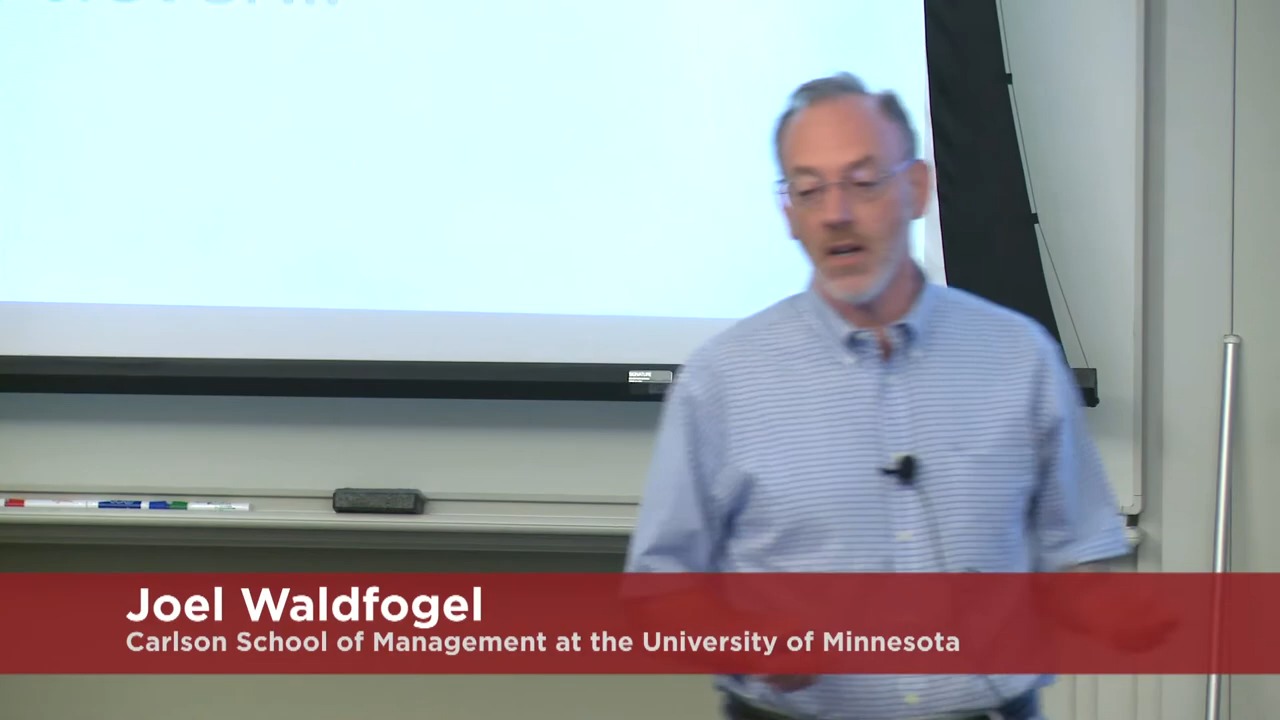 Joel Waldfogel
Carlson School of Management at the University of Minnesota